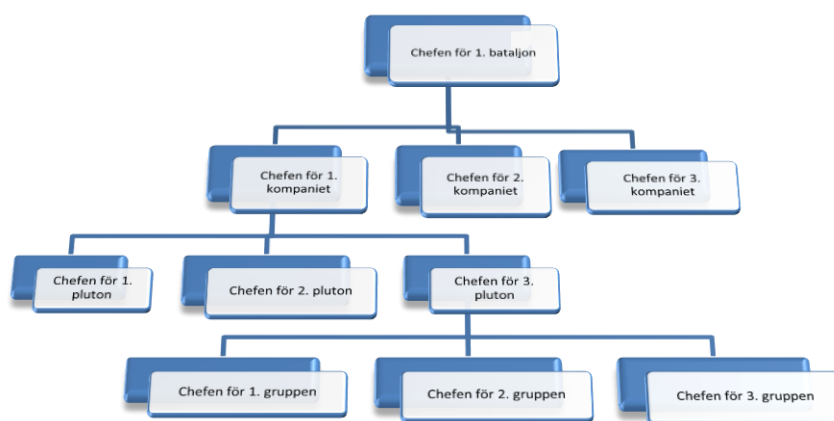 Chefen för 1. bataljon
Chefen för 1.
kompaniet
Chefen för 2.
kompaniet
Chefen för 3.
kompaniet
Chefen för 1.
pluton
Chefen för 2. pluton
Chefen för 3.
pluton
Chefen för 1. gruppen
Chefen för 2. gruppen
Chefen för 3. gruppen